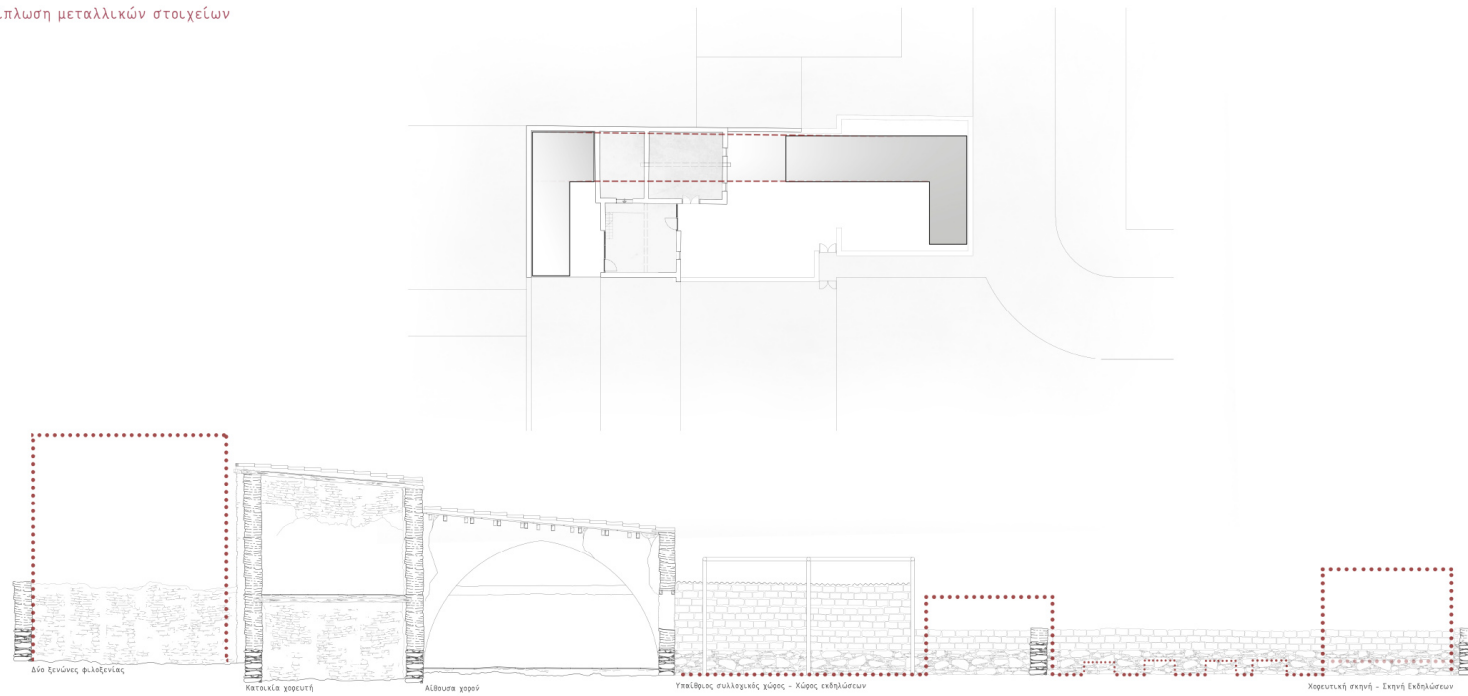 πλωση μεταλλικών στοιχείων
Δύο ξενώνες φιλοξενίας
Κατοικία χορευτή
Αίθουσα χορού
Υπαίθριος συλλογικός χώρος - Χώρος εκδηλώσεων
Χορευτική σκηνή - Σκηνή Εκδηλώσεων